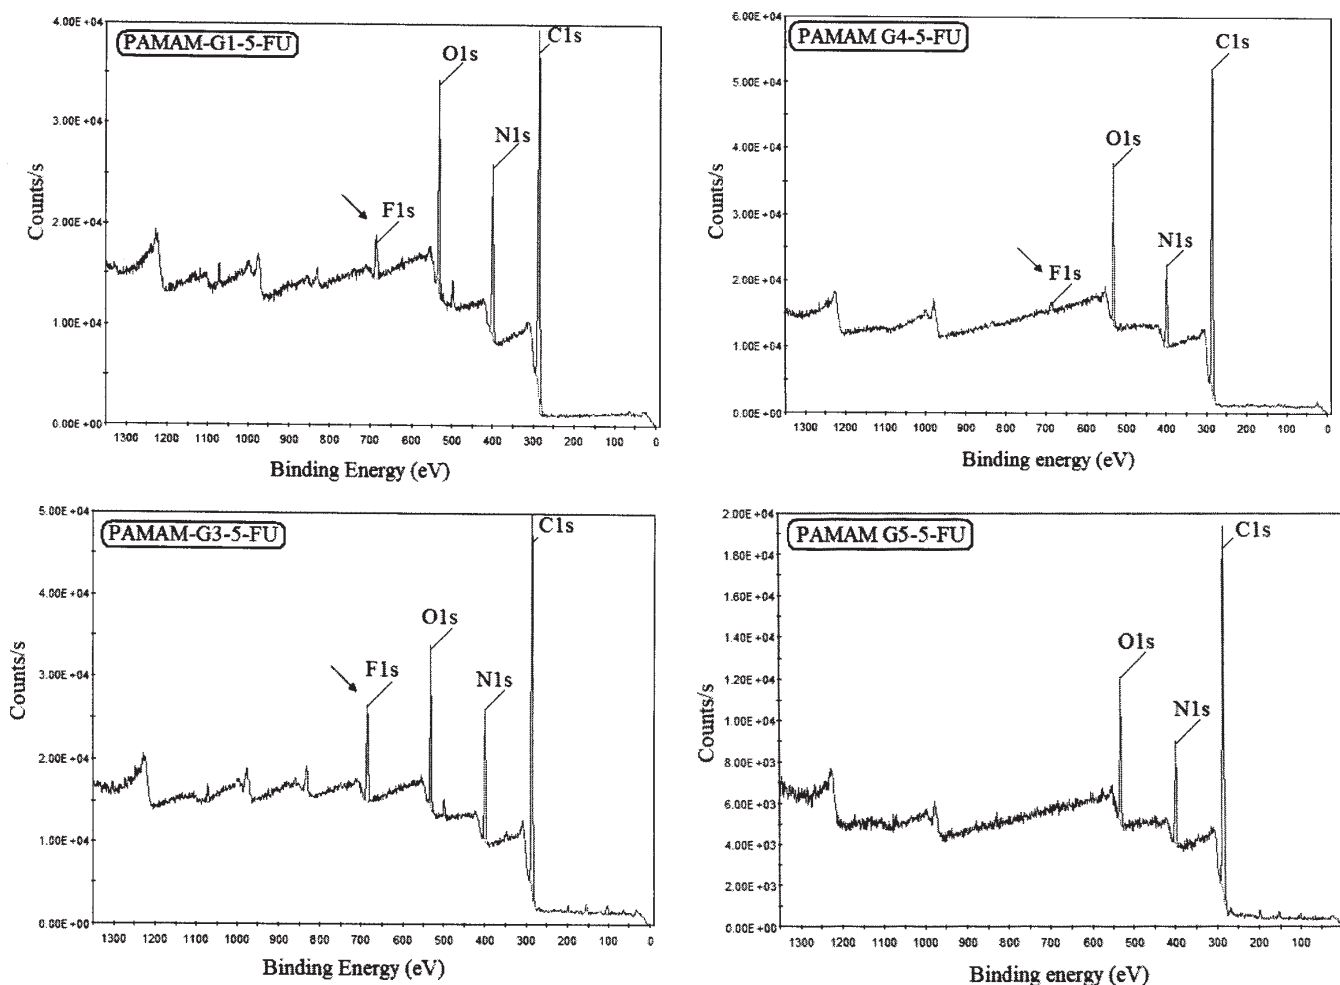 PAMAM-G1-5-FU
4.00E +04
3.00E +04
2.00E +04
1.00E +04
0.00E +00
Counts/s
C1s
O1s
N1s
F1s
1300 1200 1100 1000 900 800 700 600 500 400 300 200 100 0
Binding Energy (eV)
PAMAM G4-5-FU
6.00E +04
5.00E +04
4.00E +04
3.00E +04
2.00E +04
1.00E +04
0.00E +00
Counts/s
C1s
O1s
N1s
F1s
1300 1200 1100 1000 900 800 700 600 500 400 300 200 100 0
Binding energy (eV)
PAMAM-G3-5-FU
5.00E +04
4.00E +04
3.00E +04
2.00E +04
1.00E +04
0.00E +00
Counts/s
C1s
O1s
F1s
N1s
1300 1200 1100 1000 900 800 700 600 500 400 300 200 100 0
Binding Energy (eV)
PAMAM G5-5-FU
2.00E +04
1.80E +04
1.60E +04
1.40E +04
1.20E +04
1.00E +04
8.00E +03
6.00E +03
4.00E +03
2.00E +03
0.00E +00
Counts/s
C1s
O1s
N1s
1300 1200 1100 1000 900 800 700 600 500 400 300 200 100
Binding energy (eV)